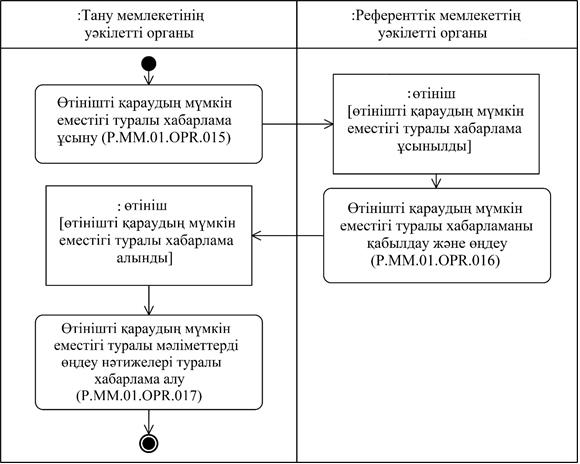 :Тану мемлекетінің
уәкілетті органы
:Референттік мемлекеттің
уәкілетті органы
Өтінішті қараудың мүмкін
еместігі туралы хабарлама
ұсыну (P.MM.01.OPR.015)
:өтініш
[өтінішті қараудың мүмкін
еместігі туралы хабарлама
ұсынылды]
Өтінішті қараудың мүмкін
еместігі туралы хабарламаны
қабылдау және өңдеу
(P.MM.01.OPR.016)
: өтініш
[өтінішті қараудың мүмкін
еместігі туралы хабарлама
алынды]
Өтінішті қараудың мүмкін
еместігі туралы мәліметтерді
өңдеу нәтижелері туралы
хабарлама алу
(P.MM.01.OPR.017)